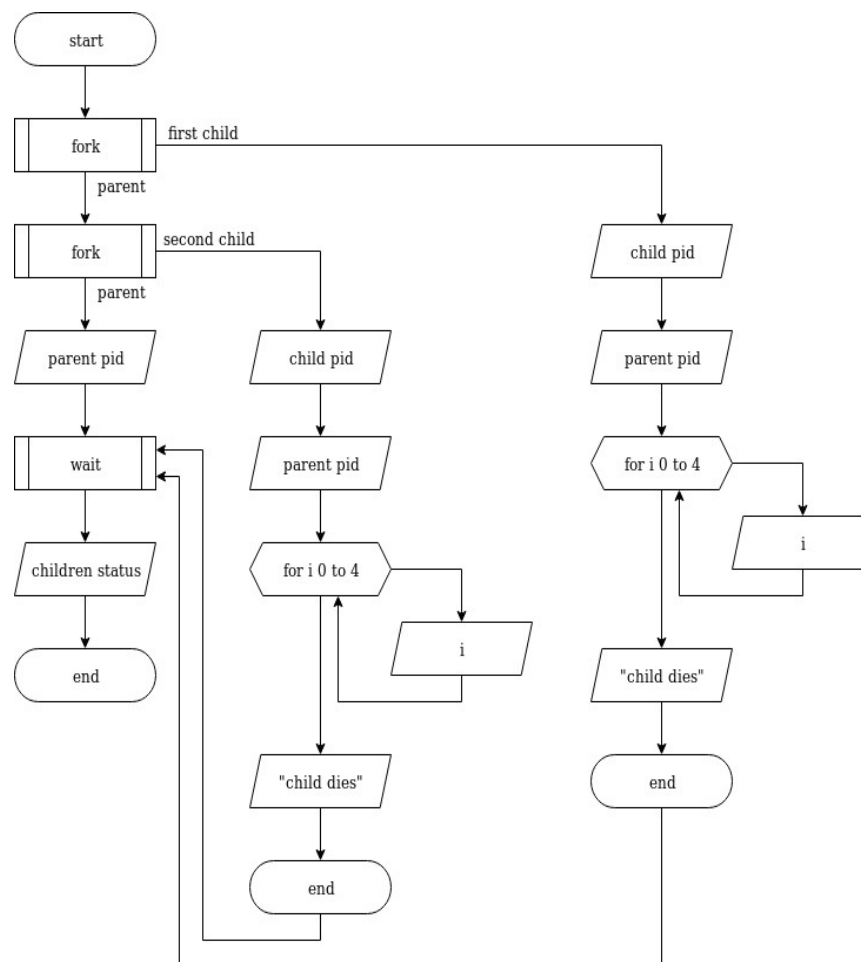 start
fork
first child
parent
fork
second child
parent
child pid
parent pid
child pid
parent pid
wait
parent pid
for i 0 to 4
i
children status
for i 0 to 4
i
end
"child dies"
"child dies"
end
end